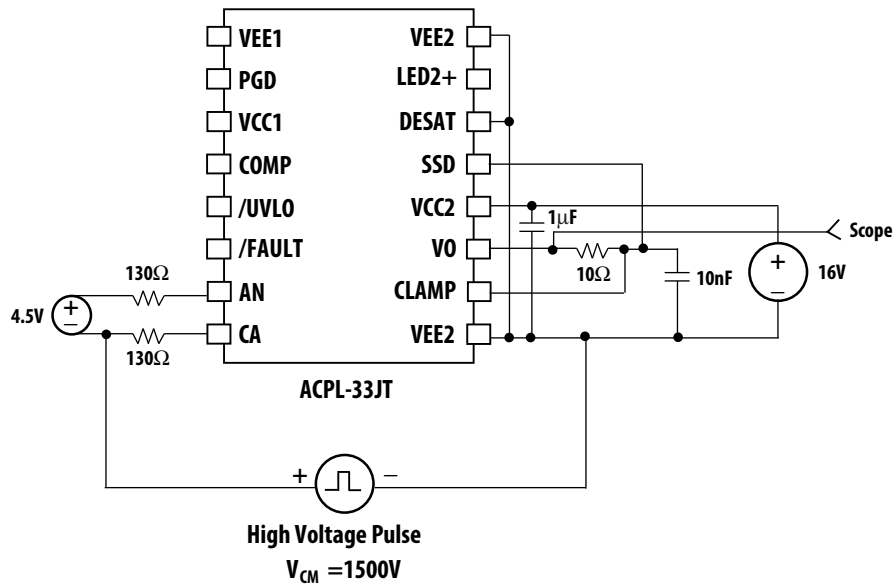 VEE1
VEE2
PGD
LED2+
VCC1
DESAT
COMP
SSD
/UVLO
VCC2
1μF
/FAULT
VO
Scope
130Ω
10Ω
10nF
+
−
16V
AN
CLAMP
4.5V
+
−
CA
VEE2
130Ω
ACPL-33JT
+
−
High Voltage Pulse
VCM =1500V